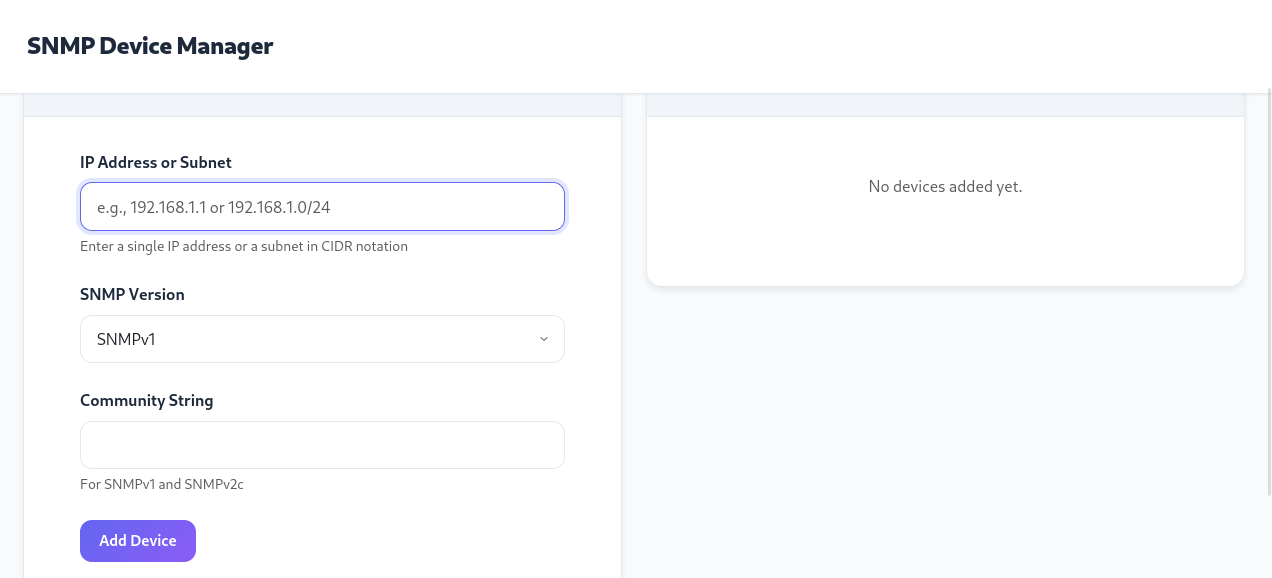 SNMP Device Manager
IP Address or Subnet
e.g., 192.168.1.1 or 192.168.1.0/24
Enter a single IP address or a subnet in CIDR notation
SNMP Version
SNMPv1
Community String
For SNMPv1 and SNMPv2c
Add Device
No devices added yet.